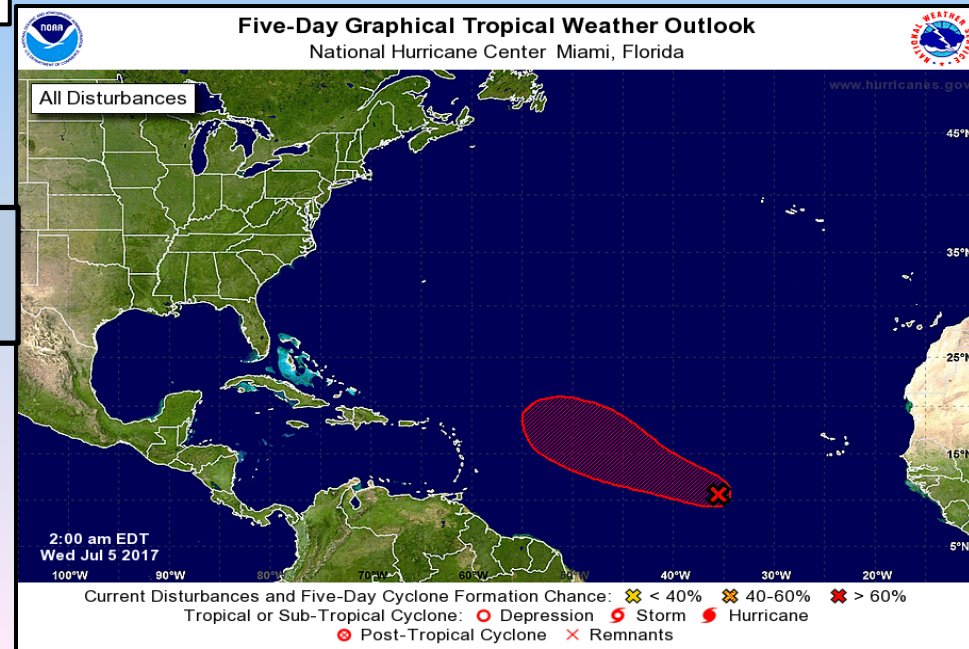 Five-Day Graphical Tropical Weather Outlook
National Hurricane Center Miami, Florida
NOAA
All Disturbances
www.hurricanes.gov
45°N
35°N
25°N
15°N
5°N
2:00 am EDT
Wed Jul 5 2017
100°W 90°W 80°W 70°W 60°W 50°W 40°W 30°W 20°W
Current Disturbances and Five-Day Cyclone Formation Chance: < 40% 40-60% > 60%
Tropical or Sub-Tropical Cyclone: Depression Storm Hurricane
Post-Tropical Cyclone Remnants